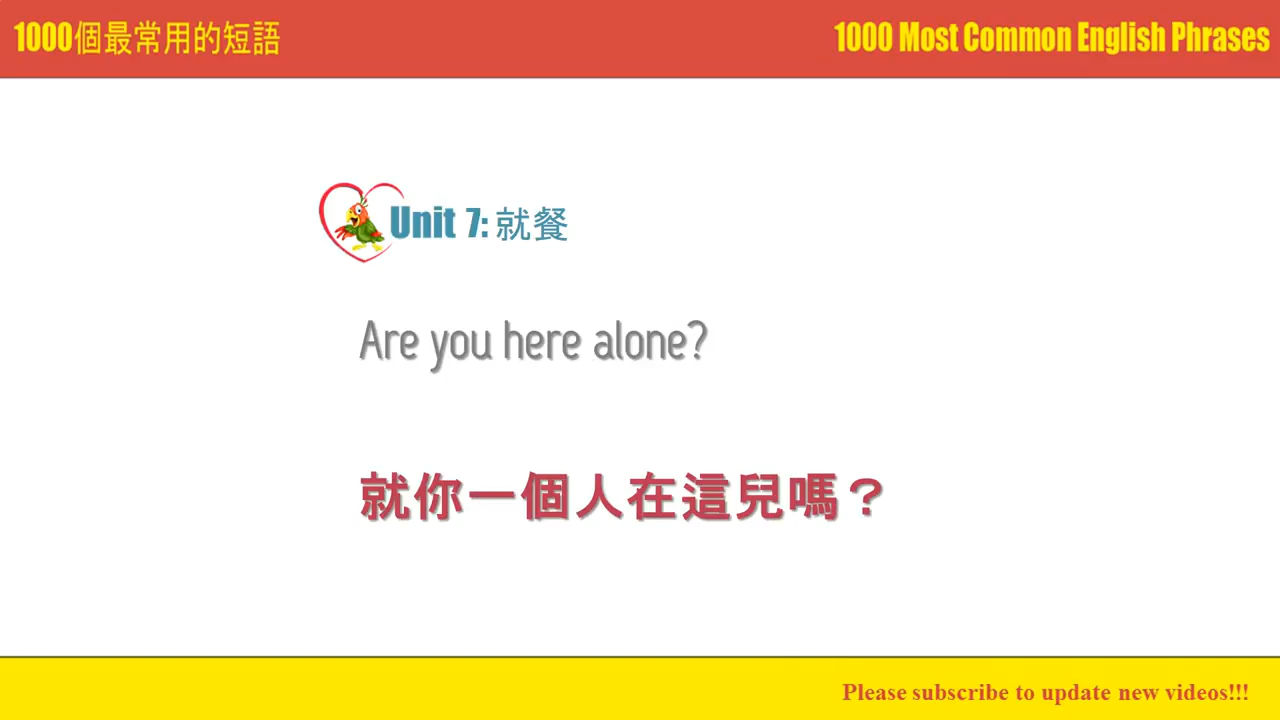 1000個最常用的短語
1000 Most Common English Phrases
Unit 7: 就餐
Are you here alone?
就你一個人在這兒嗎？
Please subscribe to update new videos!!!